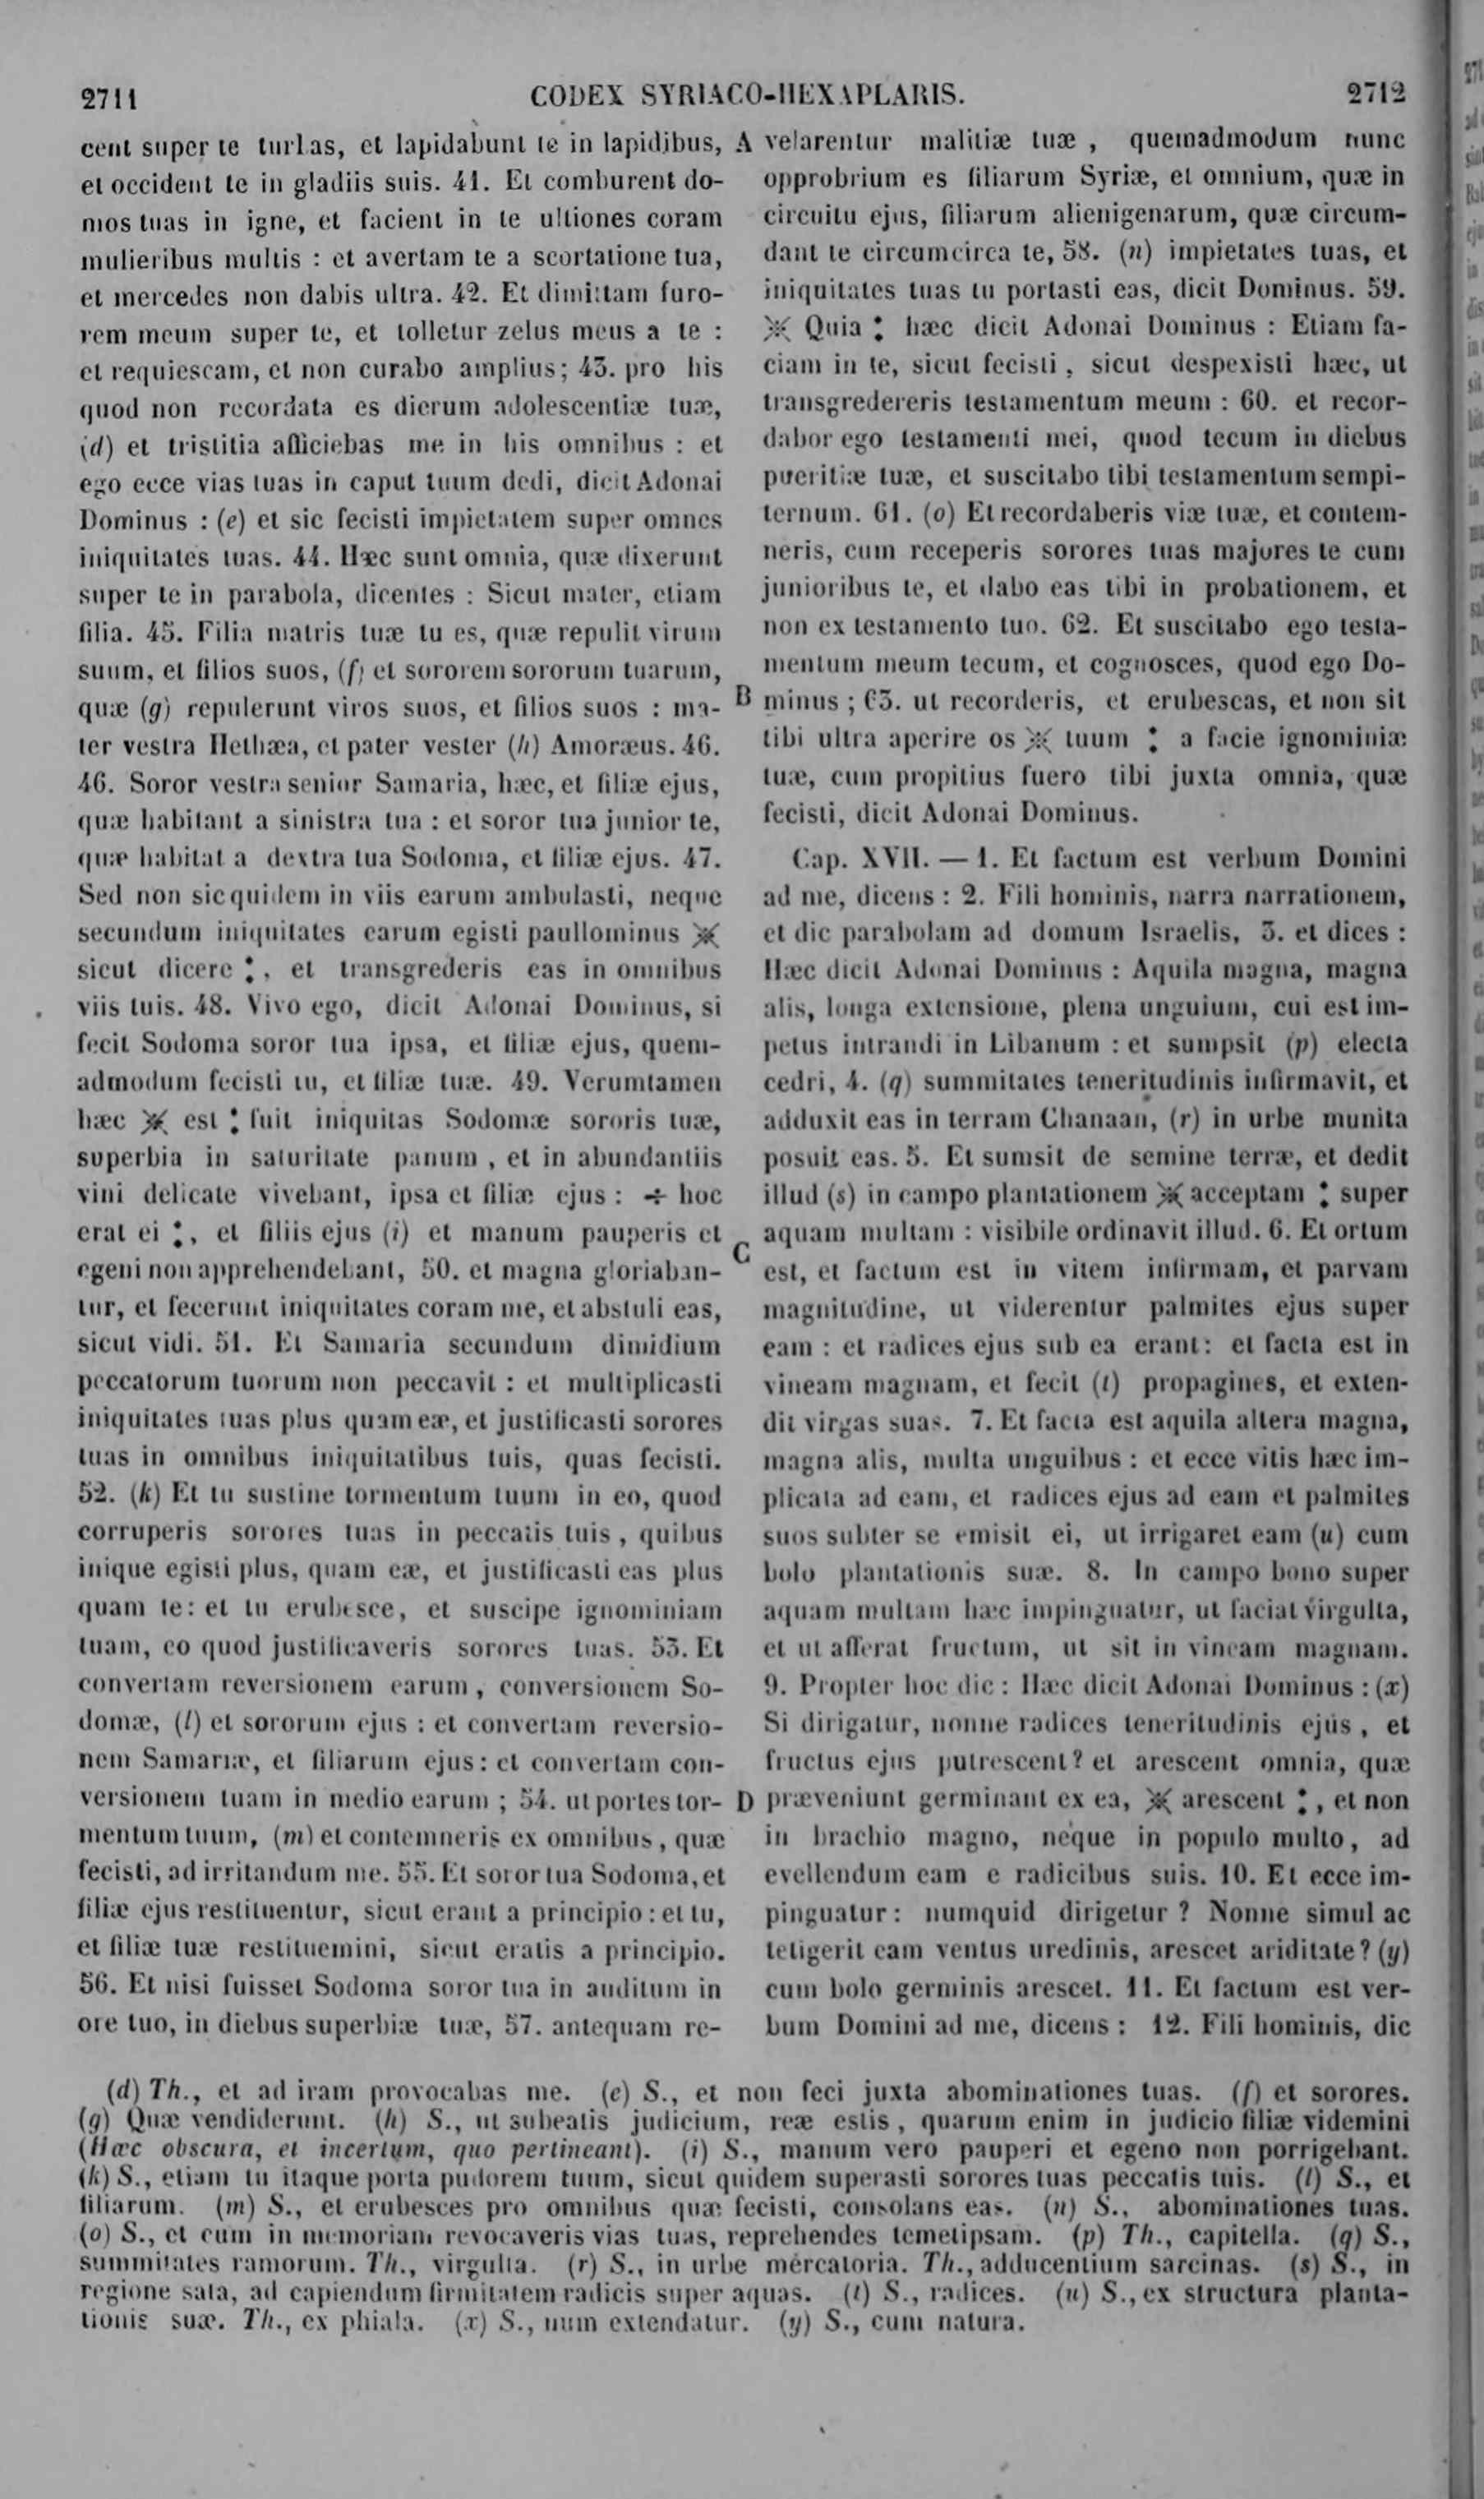 2711
CODEX SYRIACO-HEXAPLARIS.
2712
cent super te turbas, et lapidabunt te in lapidibus,
et occident te in gladiis suis. 41. Et comburent do-
mos tuas in igne, et facient in te ultiones coram
mulieribus multis : et avertam te a scortatione tua,
et mercedes non dabis ultra. 42. Et dimittam furo-
rem meum super te, et tolletur zelus meus a te :
et requiescam, et non curabo amplius; 43. pro his
quod non recordata es dierum adolescentiæ tuæ,
(d) et tristitia afficiebas me in his omnibus : et
ego ecce vias tuas in caput tuum dedi, dicit Adonai
Dominus : (e) et sic fecisti impietatem super omnes
iniquitates tuas. 44. Hæc sunt omnia, quæ dixerunt
super te in parabola, dicentes : Sicut mater, etiam
filia. 45. Filia matris tuæ tu es, quæ repulit virum
suum, et filios suos, (f) et sororem sororum tuarum,
quæ (g) repulerunt viros suos, et filios suos : ma-
ter vestra Hethæa, et pater vester (h) Amoræus. 46.
46. Soror vestra senior Samaria, hæc, et filiæ ejus,
quæ habitant a sinistra tua : et soror tua junior te,
quæ habitat a dextra tua Sodoma, et filiæ ejus. 47.
Sed non sic quidem in viis earum ambulasti, neque
secundum iniquitates earum egisti paullominus ※
sicut dicere ⁚, et transgrederis eas in omnibus
viis tuis. 48. Vivo ego, dicit Adonai Dominus, si
fecit Sodoma soror tua ipsa, et filiæ ejus, quem-
admodum fecisti tu, et filiæ tuæ. 49. Verumtamen
hæc ※ est ⁚ fuit iniquitas Sodomæ sororis tuæ,
superbia in saturitate panum , et in abundantiis
vini delicate vivebant, ipsa et filiæ ejus : ÷ hoc
erat ei ⁚, et filiis ejus (i) et manum pauperis et
egeni non apprehendebant, 50. et magna gloriaban-
tur, et fecerunt iniquitates coram me, et abstuli eas,
sicut vidi. 51. Et Samaria secundum dimidium
peccatorum tuorum non peccavit : et multiplicasti
iniquitates tuas plus quam eæ, et justificasti sorores
tuas in omnibus iniquitatibus tuis, quas fecisti.
52. (k) Et tu sustine tormentum tuum in eo, quod
corruperis sorores tuas in peccatis tuis , quibus
inique egisti plus, quam eæ, et justificasti eas plus
quam te: et tu erubesce, et suscipe ignominiam
tuam, eo quod justificaveris sorores tuas. 53. Et
convertam reversionem earum , conversionem So-
domæ, (l) et sororum ejus : et convertam reversio-
nem Samariæ, et filiarum ejus: et convertam con-
versionem tuam in medio earum ; 54. ut portes tor-
mentum tuum, (m) et contemneris ex omnibus, quæ
fecisti, ad irritandum me. 55. Et soror tua Sodoma, et
filiæ ejus restituentur, sicut erant a principio: et tu,
et filiæ tuæ restituemini, sicut eratis a principio.
56. Et nisi fuisset Sodoma soror tua in auditum in
ore tuo, in diebus superbiæ tuæ, 57. antequam re-
A velarentur malitiæ tuæ , quemadmodum nunc
opprobrium es filiarum Syriæ, et omnium, quæ in
circuitu ejus, filiarum alienigenarum, quæ circum-
dant te circumcirca te, 58. (n) impietates tuas, et
iniquitates tuas tu portasti eas, dicit Dominus. 59.
※ Quia ⁚ hæc dicit Adonai Dominus : Etiam fa-
ciam in te, sicut fecisti, sicut despexisti hæc, ut
transgredereris testamentum meum : 60. et recor-
dabor ego testamenti mei, quod tecum in diebus
pueritiæ tuæ, et suscitabo tibi testamentum sempi-
ternum. 61. (o) Et recordaberis viæ tuæ, et contem-
neris, cum receperis sorores tuas majores te cum
junioribus te, et dabo eas tibi in probationem, et
non ex testamento tuo. 62. Et suscitabo ego testa-
mentum meum tecum, et cognosces, quod ego Do-
B minus ; 63. ut recorderis, et erubescas, et non sit
tibi ultra aperire os ※ tuum ⁚ a facie ignominiæ
tuæ, cum propitius fuero tibi juxta omnia, quæ
fecisti, dicit Adonai Dominus.
Cap. XVII. — 1. Et factum est verbum Domini
ad me, dicens : 2. Fili hominis, narra narrationem,
et dic parabolam ad domum Israelis, 3. et dices :
Hæc dicit Adonai Dominus : Aquila magna, magna
alis, longa extensione, plena unguium, cui est im-
petus intrandi in Libanum : et sumpsit (p) electa
cedri, 4. (q) summitates teneritudinis infirmavit, et
adduxit eas in terram Chanaan, (r) in urbe munita
posuit eas. 5. Et sumsit de semine terræ, et dedit
illud (s) in campo plantationem ※ acceptam ⁚ super
C aquam multam : visibile ordinavit illud. 6. Et ortum
est, et factum est in vitem infirmam, et parvam
magnitudine, ut viderentur palmites ejus super
eam : et radices ejus sub ea erant: et facta est in
vineam magnam, et fecit (t) propagines, et exten-
dit virgas suas. 7. Et facta est aquila altera magna,
magna alis, multa unguibus : et ecce vitis hæc im-
plicata ad eam, et radices ejus ad eam et palmites
suos subter se emisit ei, ut irrigaret eam (u) cum
bolo plantationis suæ. 8. In campo bono super
aquam multam hæc impinguatur, ut faciat virgulta,
et ut afferat fructum, ut sit in vineam magnam.
9. Propter hoc dic : Hæc dicit Adonai Dominus : (x)
Si dirigatur, nonne radices teneritudinis ejus , et
fructus ejus putrescent? et arescent omnia, quæ
D præveniunt germinant ex ea, ※ arescent ⁚ , et non
in brachio magno, neque in populo multo, ad
evellendum eam e radicibus suis. 10. Et ecce im-
pinguatur : numquid dirigetur ? Nonne simul ac
tetigerit eam ventus uredinis, arescet ariditate? (y)
cum bolo germinis arescet. 11. Et factum est ver-
bum Domini ad me, dicens : 12. Fili hominis, dic
(d) Th., et ad iram provocabas me. (e) S., et non feci juxta abominationes tuas. (f) et sorores.
(g) Quæ vendiderunt. (h) S., ut subeatis judicium, reæ estis , quarum enim in judicio filiæ videmini
(Hæc obscura, et incertum, quo pertineant). (i) S., manum vero pauperi et egeno non porrigebant.
(k) S., etiam tu itaque porta pudorem tuum, sicut quidem superasti sorores tuas peccatis tuis. (l) S., et
filiarum. (m) S., et erubesces pro omnibus quæ fecisti, consolans eas. (n) S., abominationes tuas.
(o) S., et cum in memoriam revocaveris vias tuas, reprehendes temetipsam. (p) Th., capitella. (q) S.,
summitates ramorum. Th., virgulta. (r) S., in urbe mercatoria. Th., adducentium sarcinas. (s) S., in
regione sata, ad capiendum firmitatem radicis super aquas. (t) S., radices. (u) S., ex structura planta-
tionis suæ. Th., ex phiala. (x) S., num extendatur. (y) S., cum natura.